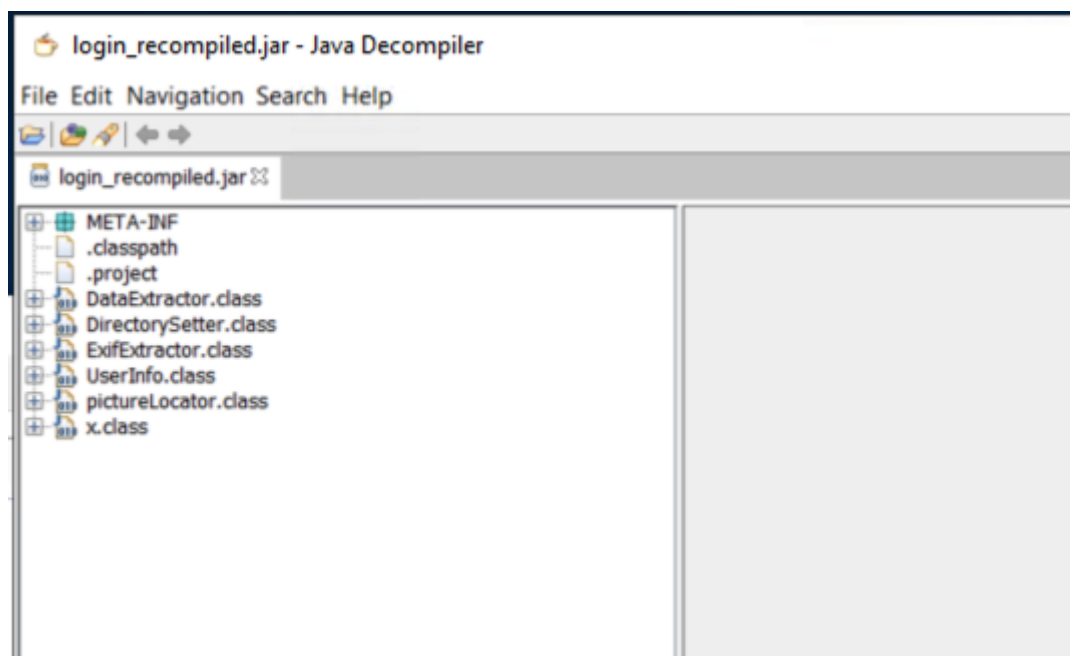 login_recompiled.jar - Java Decompiler
File Edit Navigation Search Help
login_recompiled.jar
META-INF
.classpath
.project
DataExtractor.class
DirectorySetter.class
ExifExtractor.class
UserInfo.class
pictureLocator.class
x.class